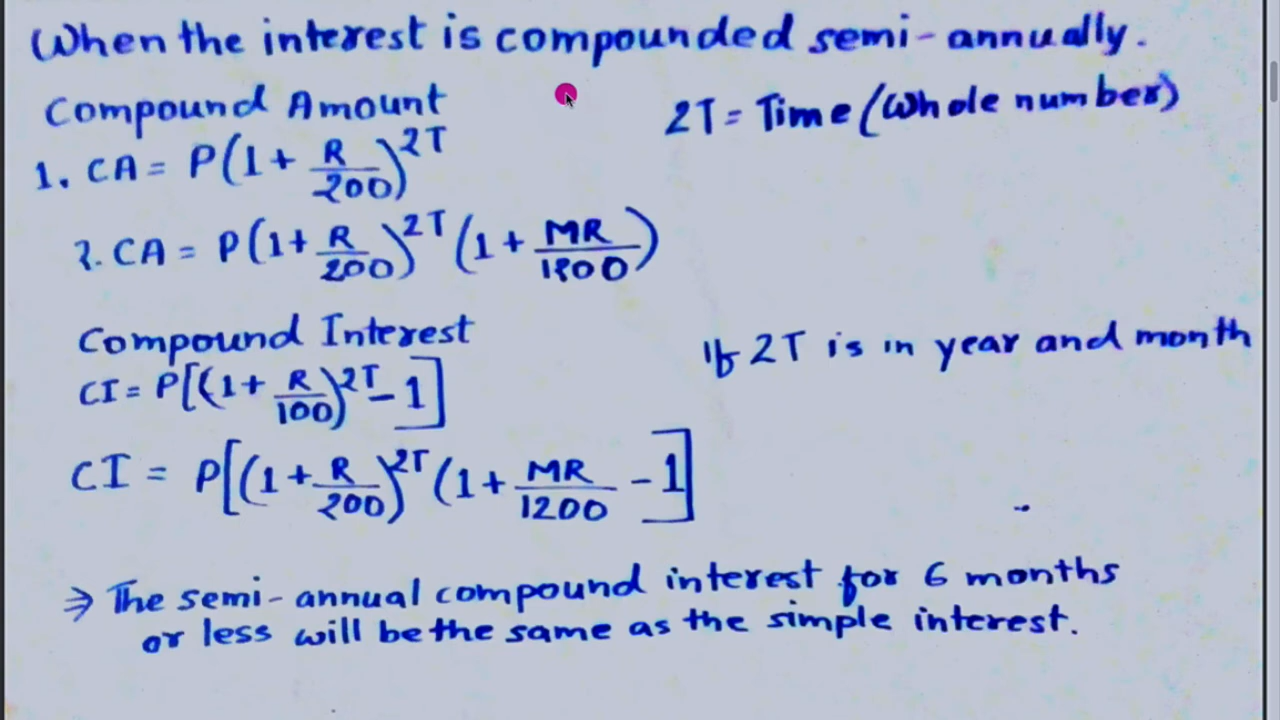 When the interest is compounded semi-annually.
Compound Amount
2T = Time (Whole number)
1. CA = P(1 + R/200)^2T
2. CA = P(1 + R/200)^2T (1 + MR/1800)
Compound Interest
If 2T is in year and month
CI = P[(1 + R/100)^2T - 1]
CI = P[(1 + R/200)^2T (1 + MR/1200 - 1]
⇒ The semi-annual compound interest for 6 months
or less will be the same as the simple interest.